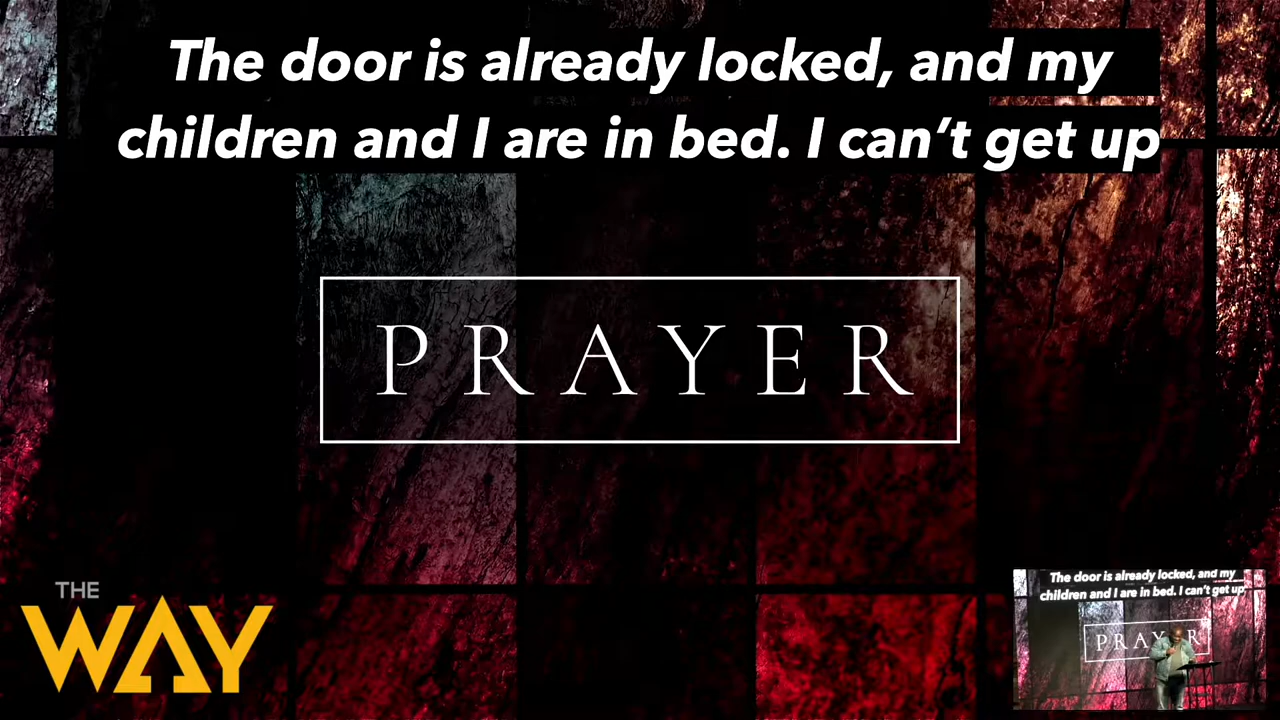 The door is already locked, and my
children and I are in bed. I can’t get up
PRAYER
THE
WAY
The door is already locked, and my
children and I are in bed. I can’t get up
PRAYER